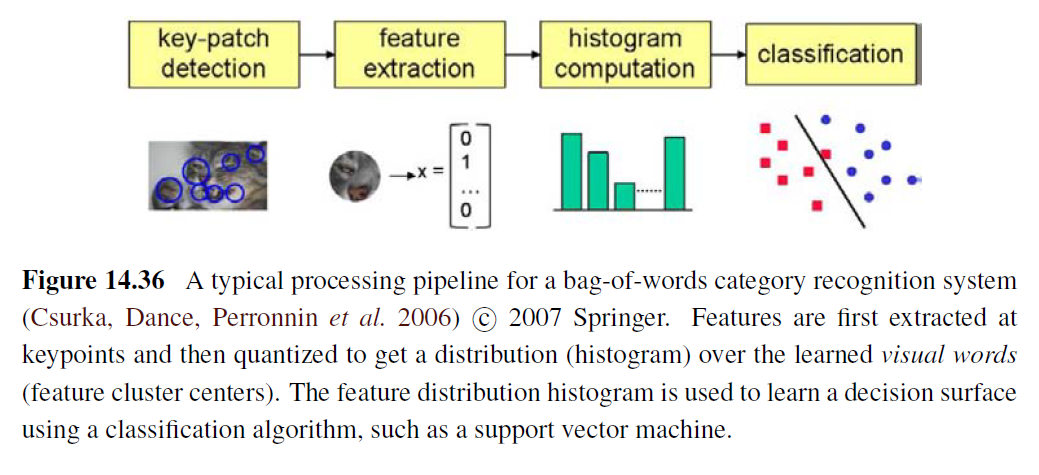 key-patch
detection
feature
extraction
histogram
computation
classification
x =
0
1
...
0
Figure 14.36 A typical processing pipeline for a bag-of-words category recognition system
(Csurka, Dance, Perronnin et al. 2006) © 2007 Springer. Features are first extracted at
keypoints and then quantized to get a distribution (histogram) over the learned visual words
(feature cluster centers). The feature distribution histogram is used to learn a decision surface
using a classification algorithm, such as a support vector machine.